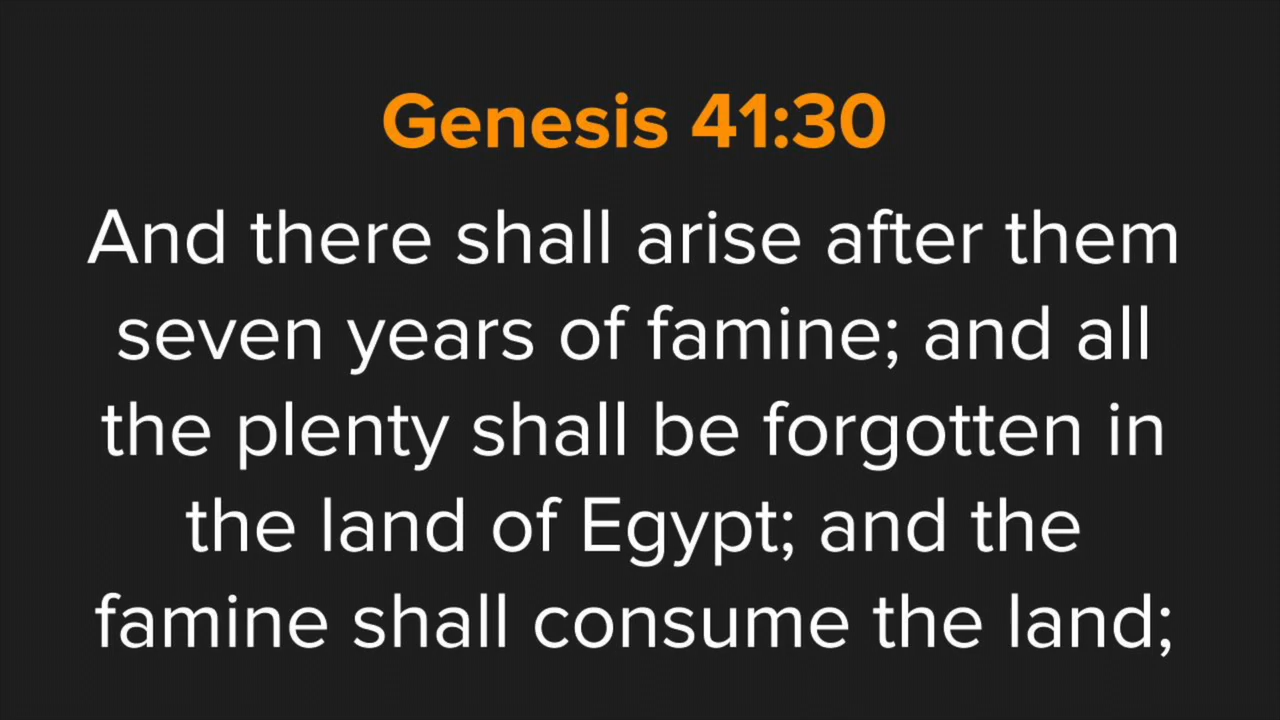 Genesis 41:30
And there shall arise after them
seven years of famine; and all
the plenty shall be forgotten in
the land of Egypt; and the
famine shall consume the land;